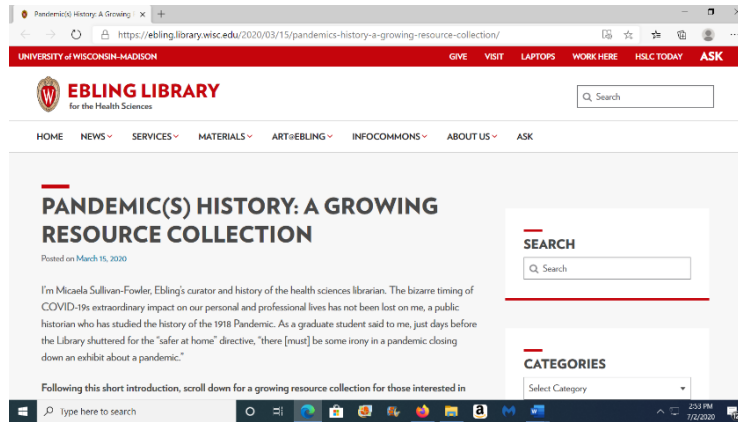 Pandemic(s) History: A Growing
https://ebling.library.wisc.edu/2020/03/15/pandemics-history-a-growing-resource-collection/
UNIVERSITY of WISCONSIN-MADISON GIVE VISIT LAPTOPS WORK HERE HSLC TODAY ASK
EBLING LIBRARY
for the Health Sciences
Search
HOME NEWS SERVICES MATERIALS ART@EBLING INFOCOMMONS ABOUT US ASK
PANDEMIC(S) HISTORY: A GROWING
RESOURCE COLLECTION
Posted on March 15, 2020
I'm Micaela Sullivan-Fowler, Ebling's curator and history of the health sciences librarian. The bizarre timing of
COVID-19s extraordinary impact on our personal and professional lives has not been lost on me, a public
historian who has studied the history of the 1918 Pandemic. As a graduate student said to me, just days before
the Library shuttered for the "safer at home" directive, "there [must] be some irony in a pandemic closing
down an exhibit about a pandemic."
Following this short introduction, scroll down for a growing resource collection for those interested in
SEARCH
Search
CATEGORIES
Select Category
Type here to search
2:53 PM
7/2/2020